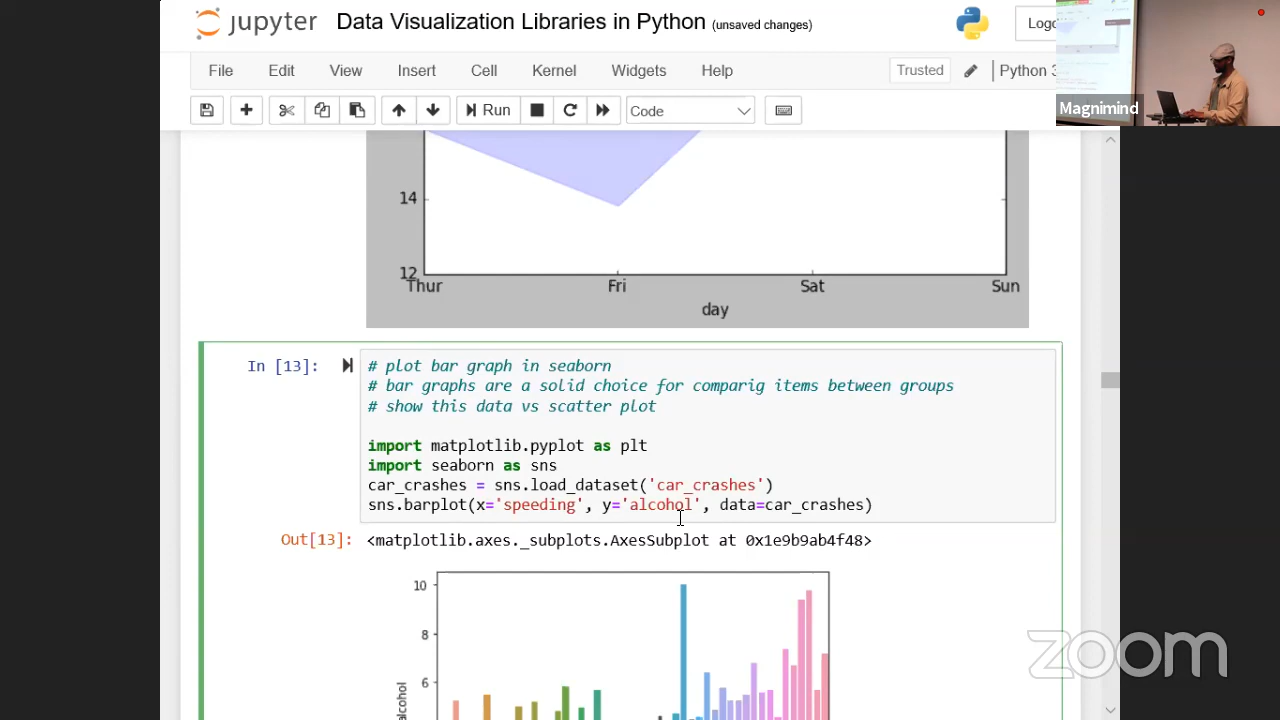 jupyter Data Visualization Libraries in Python (unsaved changes)
File Edit View Insert Cell Kernel Widgets Help Trusted Python 3
Run Code
Magnimind
14
12
Thur Fri Sat Sun
day
In [13]:
# plot bar graph in seaborn
# bar graphs are a solid choice for comparig items between groups
# show this data vs scatter plot
import matplotlib.pyplot as plt
import seaborn as sns
car_crashes = sns.load_dataset('car_crashes')
sns.barplot(x='speeding', y='alcohol', data=car_crashes)
Out[13]: <matplotlib.axes._subplots.AxesSubplot at 0x1e9b9ab4f48>
10
8
6
alcohol
zoom